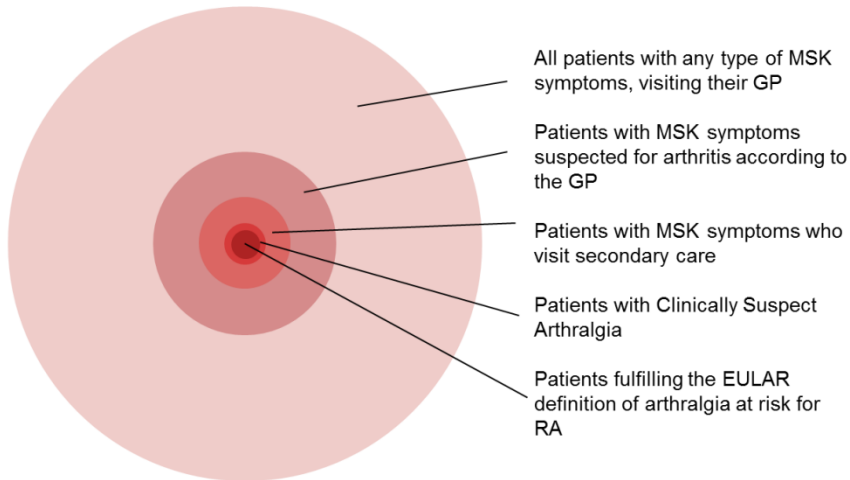 All patients with any type of MSK
symptoms, visiting their GP
Patients with MSK symptoms
suspected for arthritis according to
the GP
Patients with MSK symptoms who
visit secondary care
Patients with Clinically Suspect
Arthralgia
Patients fulfilling the EULAR
definition of arthralgia at risk for
RA